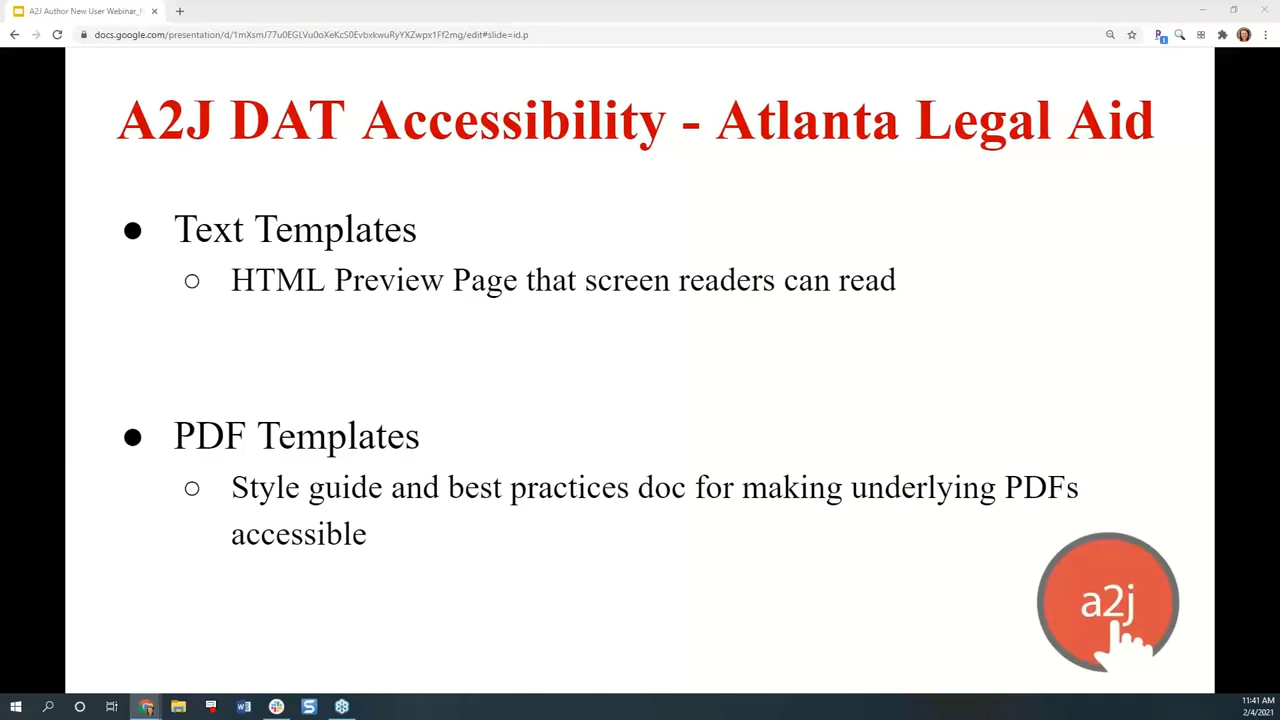 A2J Author New User Webinar_N
docs.google.com/presentation/d/1mXsmJ77u0EGLVu0oXeKcS0EvbxkwuRyYXZwpx1Ff2mg/edit#slide=id.p
A2J DAT Accessibility - Atlanta Legal Aid
● Text Templates
○ HTML Preview Page that screen readers can read
● PDF Templates
○ Style guide and best practices doc for making underlying PDFs
accessible
a2j
11:41 AM
2/4/2021